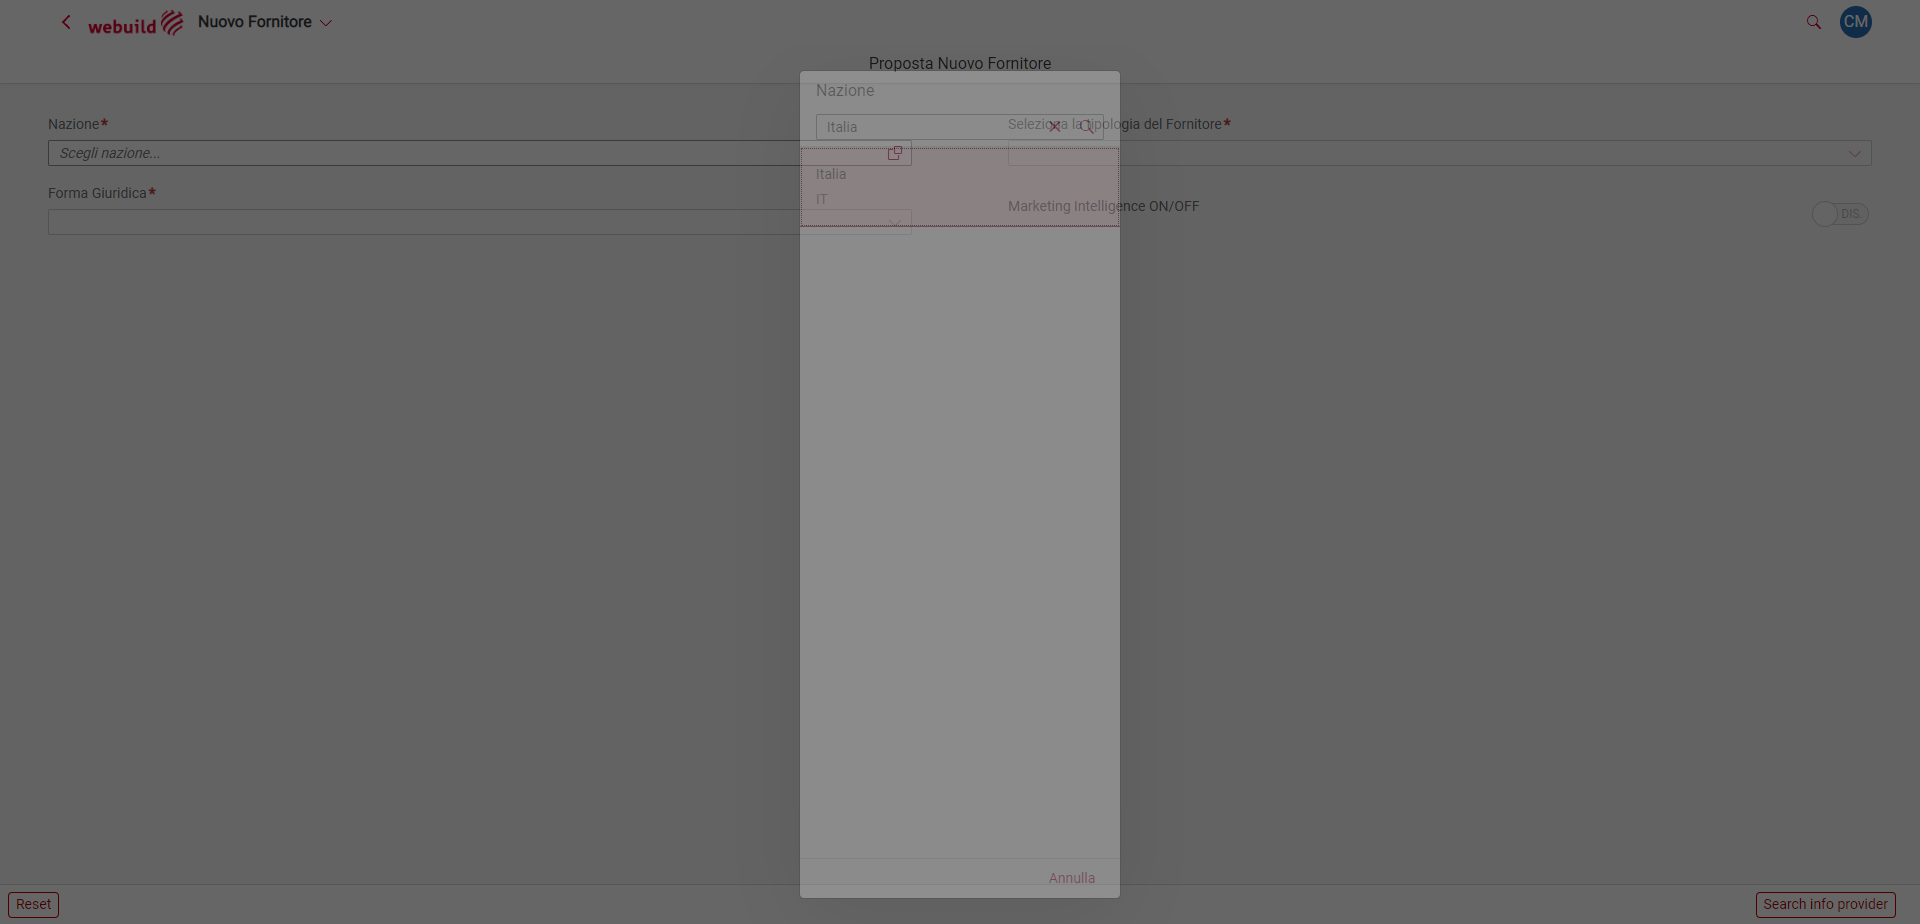 webuild
Nuovo Fornitore
CM
Proposta Nuovo Fornitore
Nazione
Italia
Italia
IT
Annulla
Nazione*
Scegli nazione...
Seleziona la tipologia del Fornitore*
Forma Giuridica*
Marketing Intelligence ON/OFF
DIS.
Reset
Search info provider